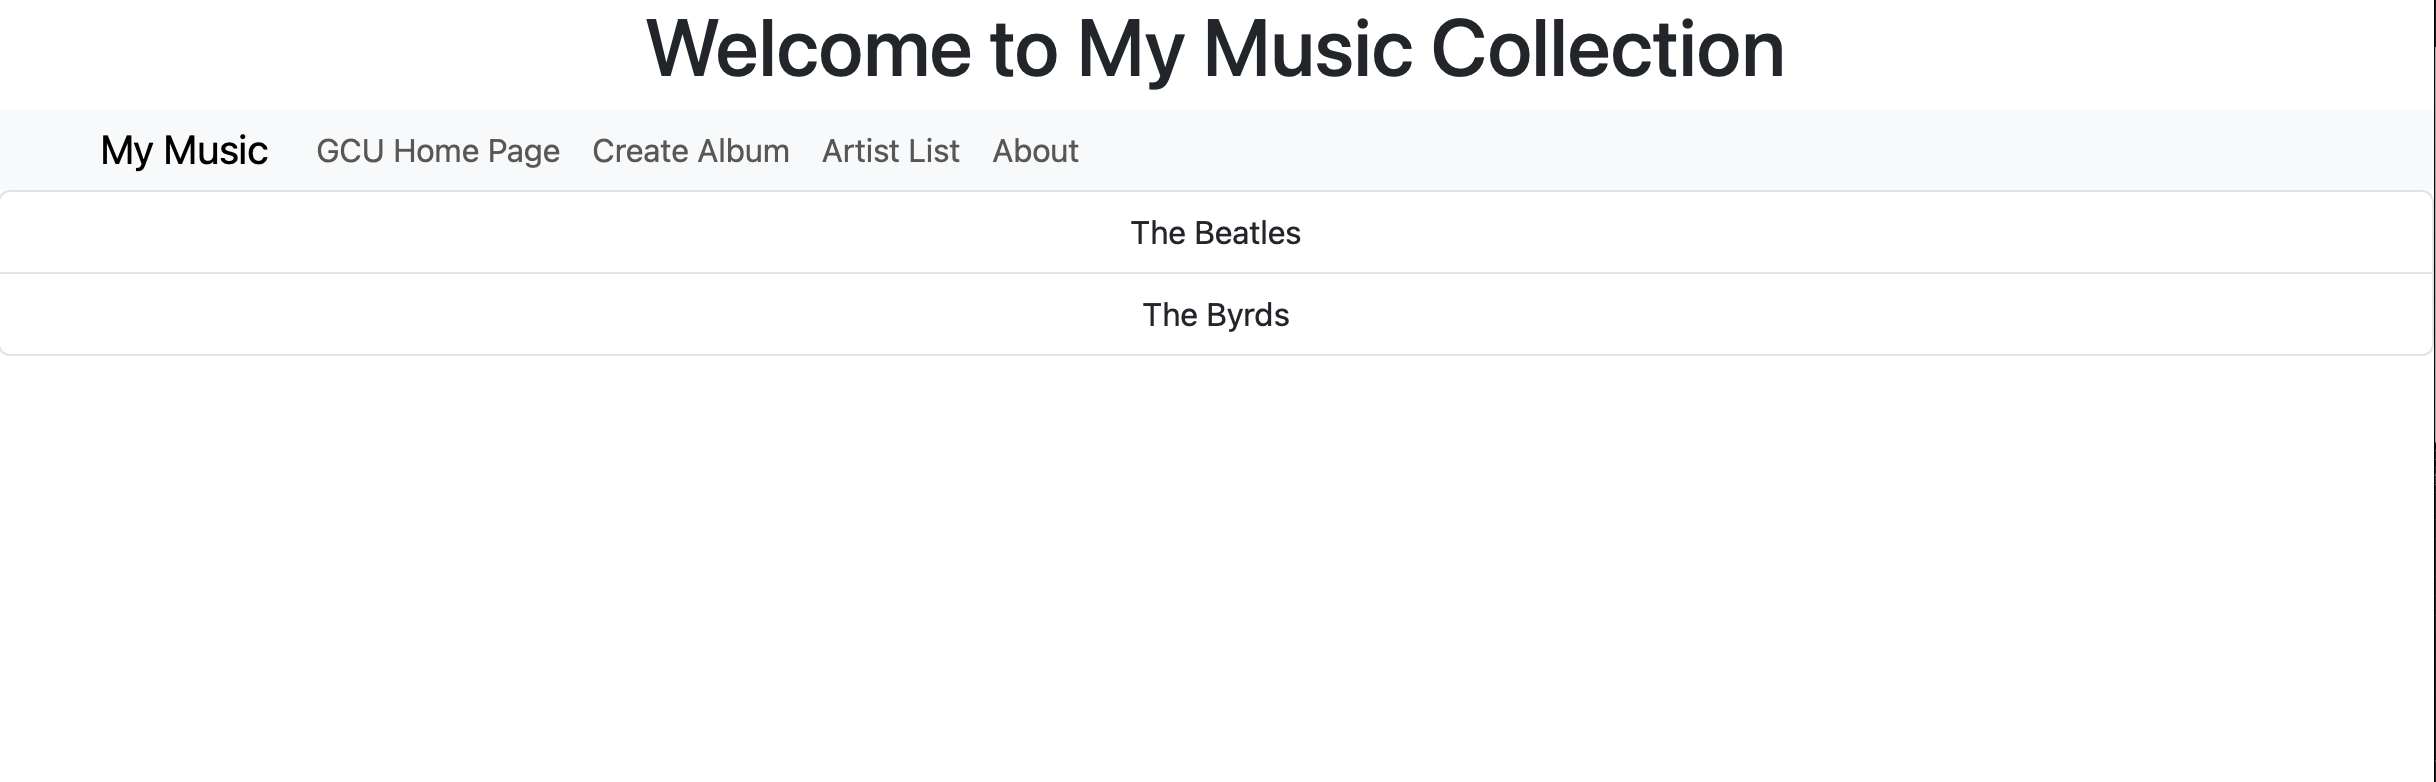 Welcome to My Music Collection
My Music GCU Home Page Create Album Artist List About
The Beatles
The Byrds